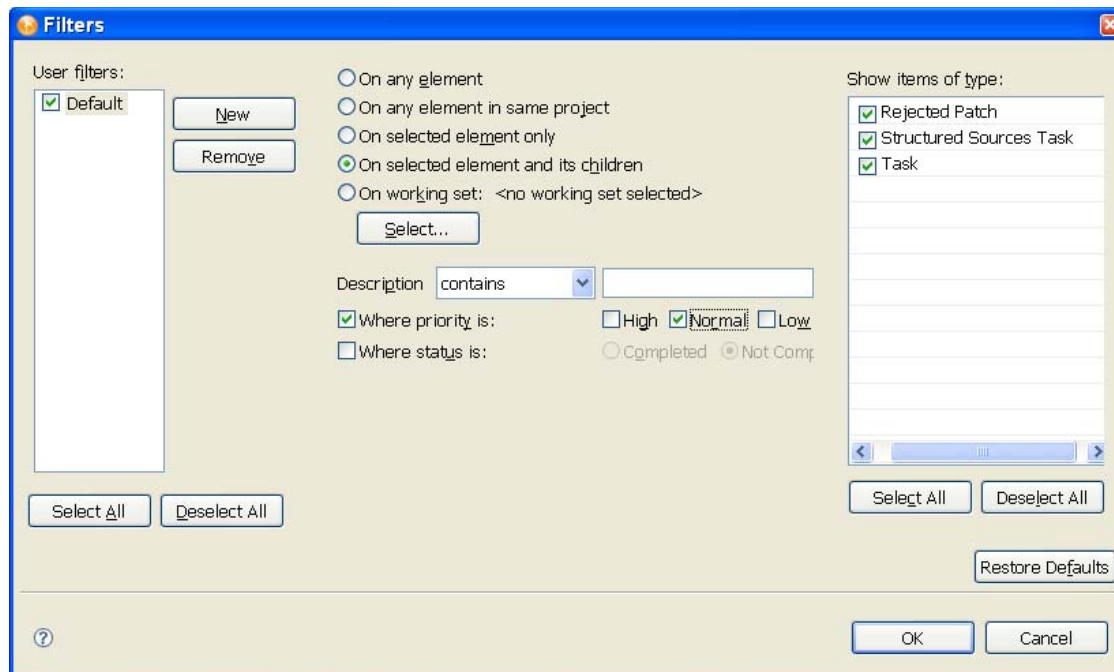 Filters
User filters:
Default
New
Remove
Select All
Deselect All
On any element
On any element in same project
On selected element only
On selected element and its children
On working set: <no working set selected>
Select...
Description contains
Where priority is: High Normal Low
Where status is: Completed Not Comp
Show items of type:
Rejected Patch
Structured Sources Task
Task
Select All
Deselect All
Restore Defaults
OK
Cancel